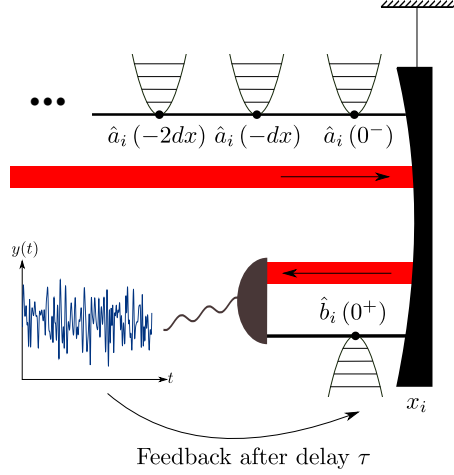 â_i (−2dx) â_i (−dx) â_i (0⁻)
y(t)
b̂_i (0⁺)
t
x_i
Feedback after delay τ